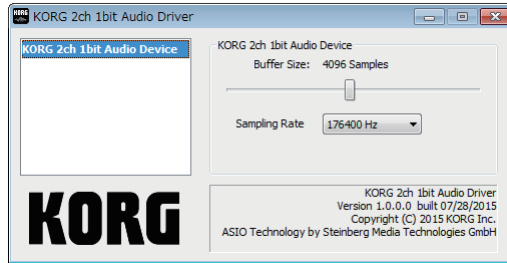 KORG 2ch 1bit Audio Driver
KORG 2ch 1bit Audio Device
KORG 2ch 1bit Audio Device
Buffer Size: 4096 Samples
Sampling Rate 176400 Hz
KORG
KORG 2ch 1bit Audio Driver
Version 1.0.0.0 built 07/28/2015
Copyright (C) 2015 KORG Inc.
ASIO Technology by Steinberg Media Technologies GmbH